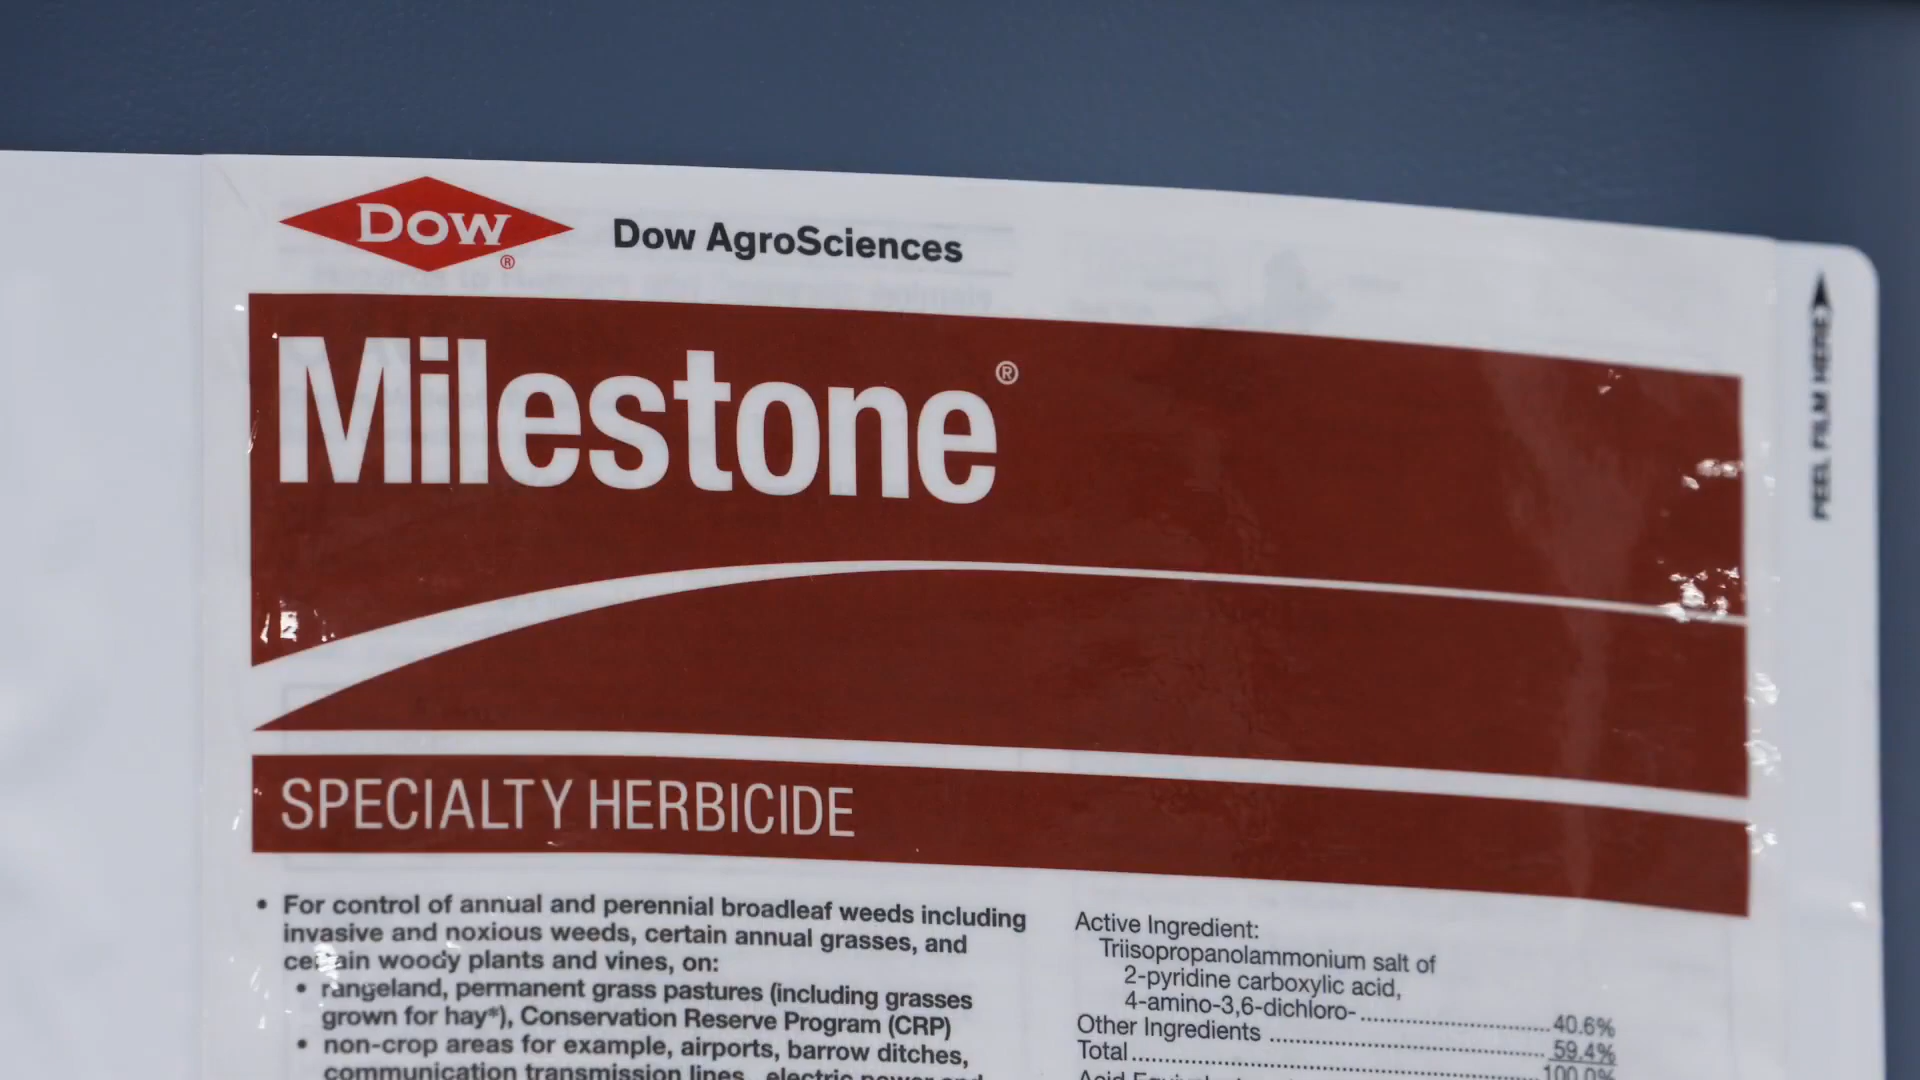 DOW®
Dow AgroSciences
Milestone®
SPECIALTY HERBICIDE
• For control of annual and perennial broadleaf weeds including
invasive and noxious weeds, certain annual grasses, and
certain woody plants and vines, on:
• rangeland, permanent grass pastures (including grasses
grown for hay*), Conservation Reserve Program (CRP)
• non-crop areas for example, airports, barrow ditches,
communication transmission lines, electric power and
Active Ingredient:
Triisopropanolammonium salt of
2-pyridine carboxylic acid,
4-amino-3,6-dichloro- 40.6%
Other Ingredients 59.4%
Total 100.0%
PEEL FILM HERE